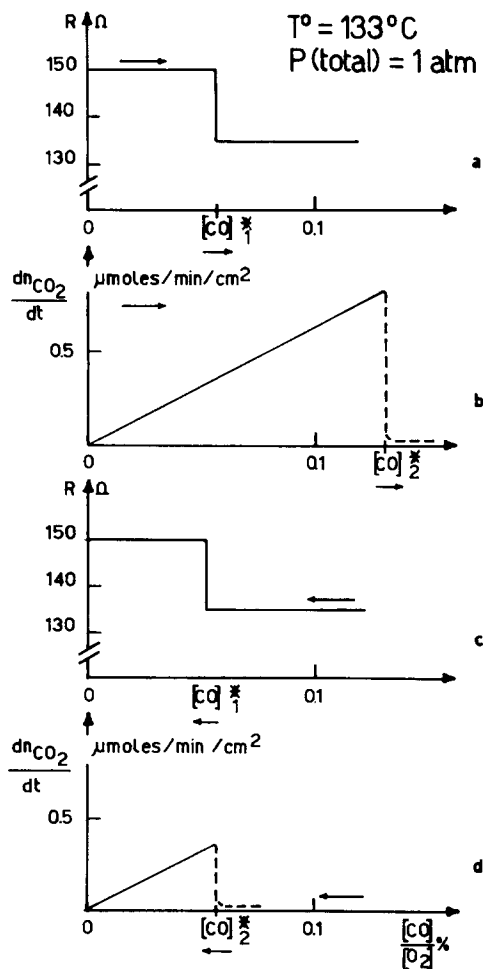 R Ω
T° = 133°C
P(total) = 1 atm
150
140
130
a
0
[CO]*1
0.1
dnCO2/dt
μmoles/min/cm2
0.5
b
0
0.1
[CO]*2
R Ω
150
140
130
c
0
[CO]*1
0.1
dnCO2/dt
μmoles/min/cm2
0.5
d
0
[CO]*2
0.1
[CO]/[O2]%